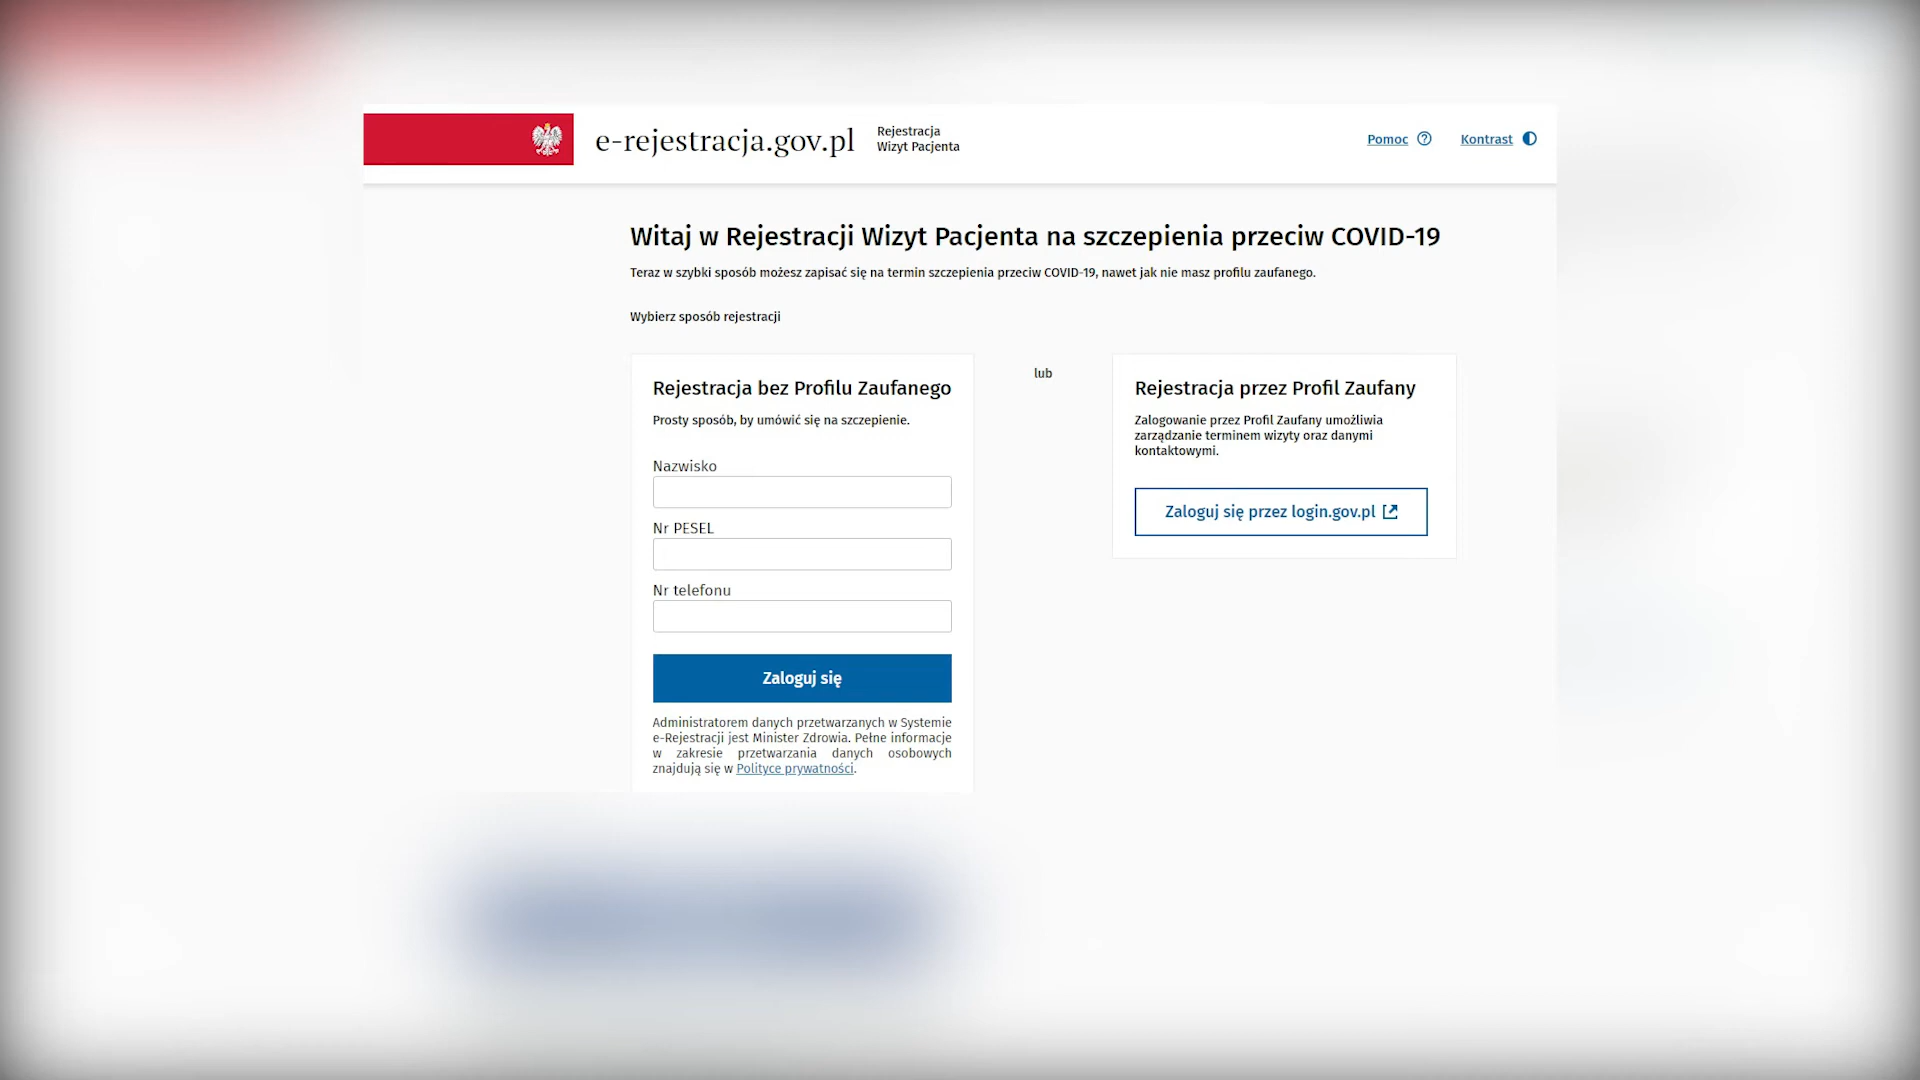 e-rejestracja.gov.pl
Rejestracja
Wizyt Pacjenta
Pomoc
Kontrast
Witaj w Rejestracji Wizyt Pacjenta na szczepienia przeciw COVID-19
Teraz w szybki sposób możesz zapisać się na termin szczepienia przeciw COVID-19, nawet jak nie masz profilu zaufanego.
Wybierz sposób rejestracji
Rejestracja bez Profilu Zaufanego
Prosty sposób, by umówić się na szczepienie.
Nazwisko
Nr PESEL
Nr telefonu
Zaloguj się
Administratorem danych przetwarzanych w Systemie
e-Rejestracji jest Minister Zdrowia. Pełne informacje
w zakresie przetwarzania danych osobowych
znajdują się w Polityce prywatności.
lub
Rejestracja przez Profil Zaufany
Zalogowanie przez Profil Zaufany umożliwia
zarządzanie terminem wizyty oraz danymi
kontaktowymi.
Zaloguj się przez login.gov.pl